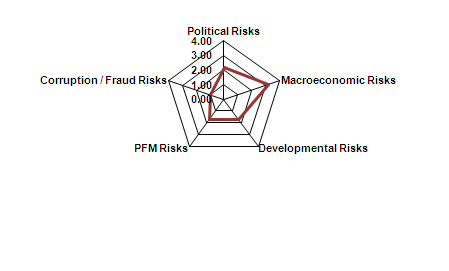 Political Risks
4.00
3.00
2.00
1.00
0.00
Corruption / Fraud Risks
Macroeconomic Risks
PFM Risks
Developmental Risks